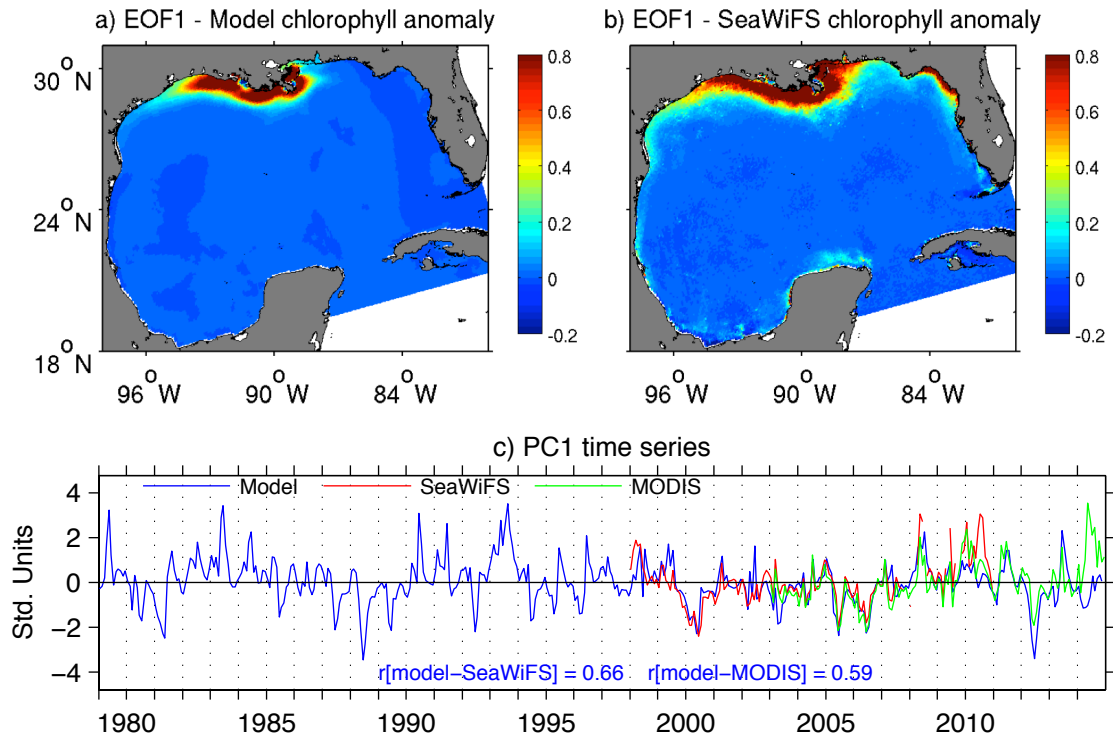 a) EOF1 - Model chlorophyll anomaly
b) EOF1 - SeaWiFS chlorophyll anomaly
30° N
24° N
18° N
96° W
90° W
84° W
0.8
0.6
0.4
0.2
0
-0.2
96° W
90° W
84° W
0.8
0.6
0.4
0.2
0
-0.2
c) PC1 time series
Model SeaWiFS MODIS
Std. Units
4
2
0
−2
−4
r[model−SeaWiFS] = 0.66 r[model−MODIS] = 0.59
1980 1985 1990 1995 2000 2005 2010